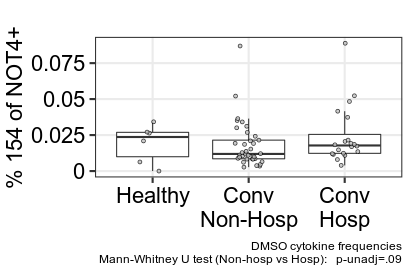 % 154 of NOT4+
0.075
0.05
0.025
0
Healthy
Conv
Non-Hosp
Conv
Hosp
DMSO cytokine frequencies
Mann-Whitney U test (Non-hosp vs Hosp): p-unadj=.09